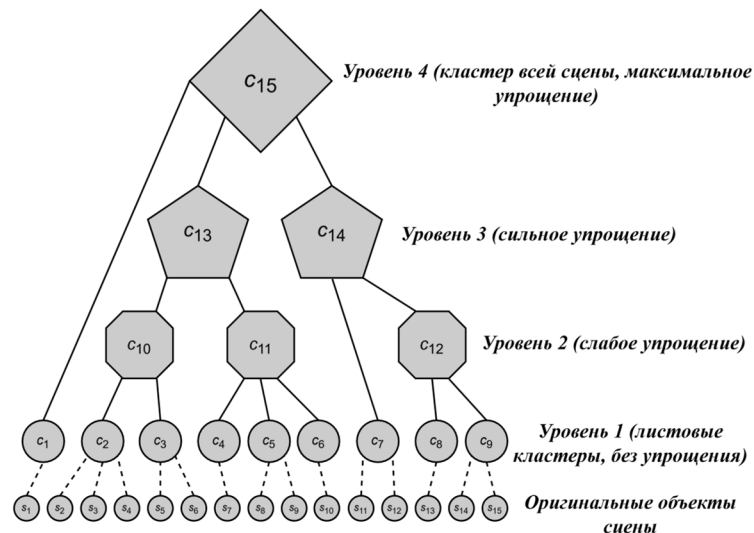 c15
Уровень 4 (кластер всей сцены, максимальное
упрощение)
c13
c14
Уровень 3 (сильное упрощение)
c10
c11
c12
Уровень 2 (слабое упрощение)
c1
c2
c3
c4
c5
c6
c7
c8
c9
Уровень 1 (листовые
кластеры, без упрощения)
s1
s2
s3
s4
s5
s6
s7
s8
s9
s10
s11
s12
s13
s14
s15
Оригинальные объекты
сцены